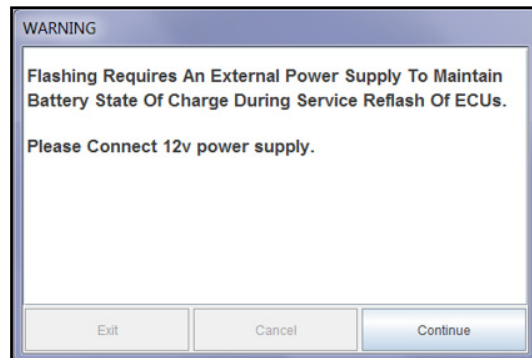 WARNING
Flashing Requires An External Power Supply To Maintain
Battery State Of Charge During Service Reflash Of ECUs.
Please Connect 12v power supply.
Exit
Cancel
Continue